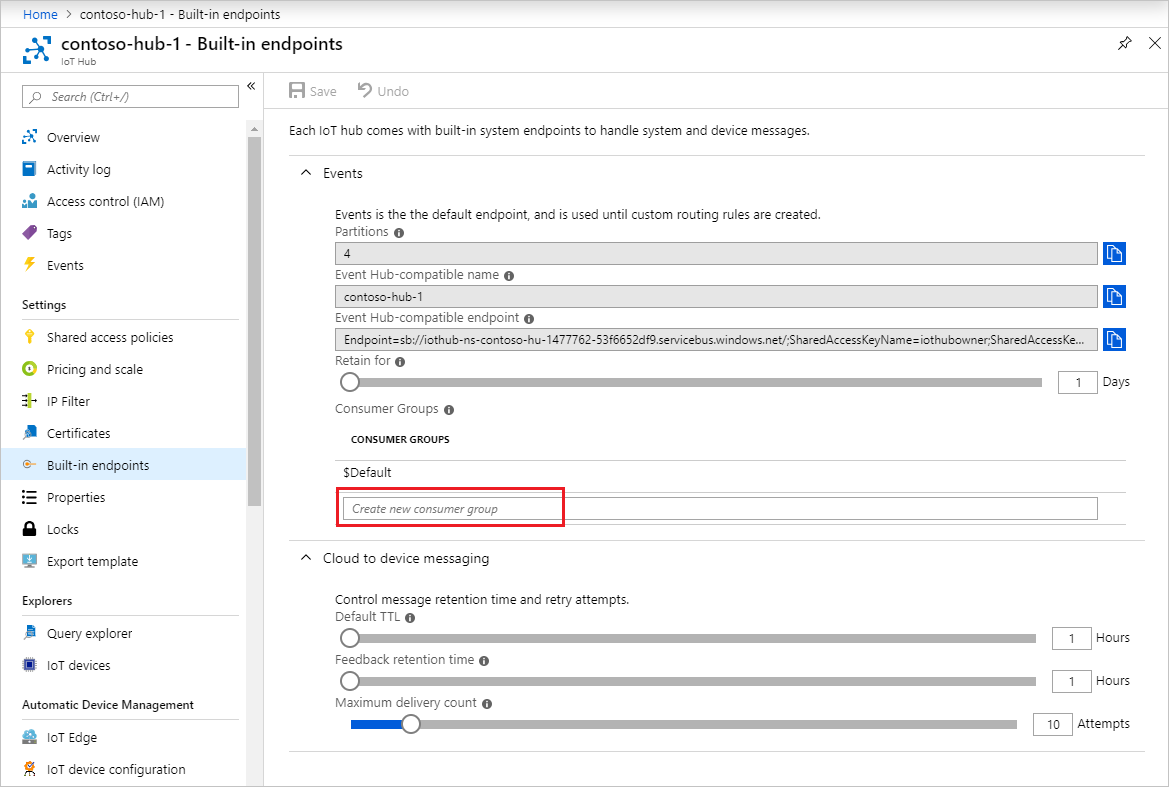 Home > contoso-hub-1 - Built-in endpoints
contoso-hub-1 - Built-in endpoints
IoT Hub
Search (Ctrl+/)
Overview
Activity log
Access control (IAM)
Tags
Events
Settings
Shared access policies
Pricing and scale
IP Filter
Certificates
Built-in endpoints
Properties
Locks
Export template
Explorers
Query explorer
IoT devices
Automatic Device Management
IoT Edge
IoT device configuration
Save Undo
Each IoT hub comes with built-in system endpoints to handle system and device messages.
Events
Events is the the default endpoint, and is used until custom routing rules are created.
Partitions
4
Event Hub-compatible name
contoso-hub-1
Event Hub-compatible endpoint
Endpoint=sb://iothub-ns-contoso-hu-1477762-53f6652df9.servicebus.windows.net/;SharedAccessKeyName=iothubowner;SharedAccessKe...
Retain for
1 Days
Consumer Groups
CONSUMER GROUPS
$Default
Create new consumer group
Cloud to device messaging
Control message retention time and retry attempts.
Default TTL
1 Hours
Feedback retention time
1 Hours
Maximum delivery count
10 Attempts